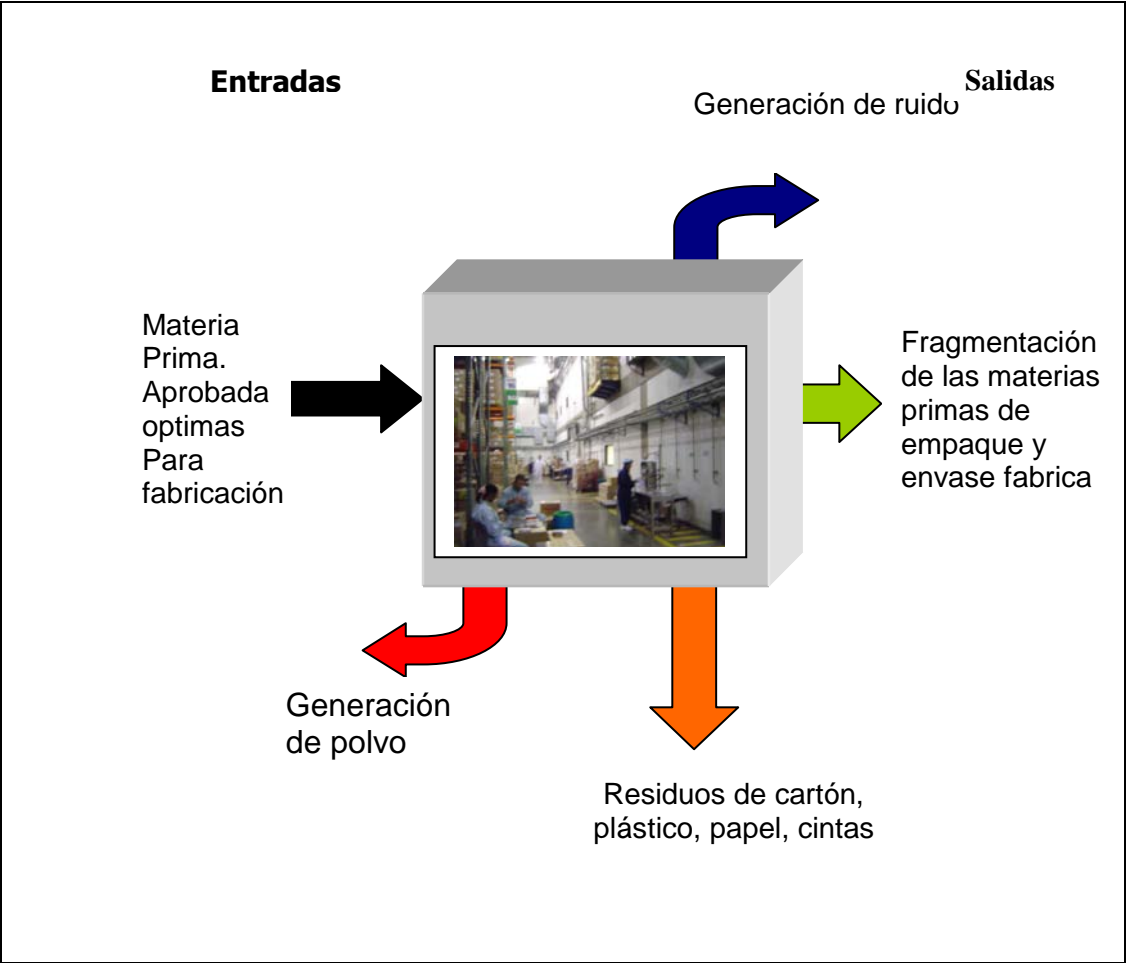 Entradas
Salidas
Generación de ruido
Materia
Prima.
Aprobada
optimas
Para
fabricación
Fragmentación
de las materias
primas de
empaque y
envase fabrica
Generación
de polvo
Residuos de cartón,
plástico, papel, cintas